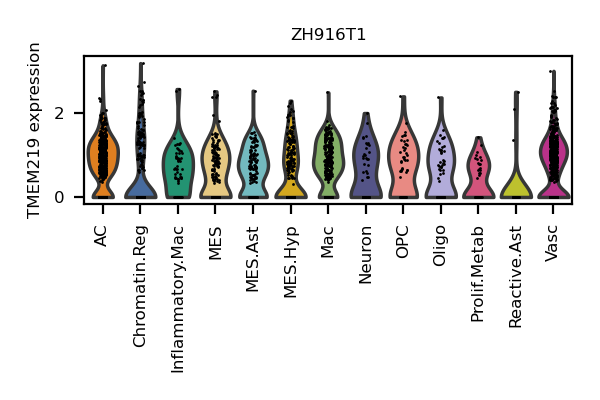 ZH916T1
TMEM219 expression
2
0
AC
Chromatin.Reg
Inflammatory.Mac
MES
MES.Ast
MES.Hyp
Mac
Neuron
OPC
Oligo
Prolif.Metab
Reactive.Ast
Vasc